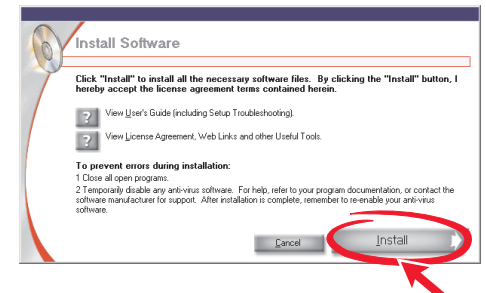 Install Software
Click "Install" to install all the necessary software files. By clicking the "Install" button, I
hereby accept the license agreement terms contained herein.
? View User's Guide (including Setup Troubleshooting).
? View License Agreement, Web Links and other Useful Tools.
To prevent errors during installation:
1 Close all open programs.
2 Temporarily disable any anti-virus software. For help, refer to your program documentation, or contact the
software manufacturer for support. After installation is complete, remember to re-enable your anti-virus
software.
Cancel Install